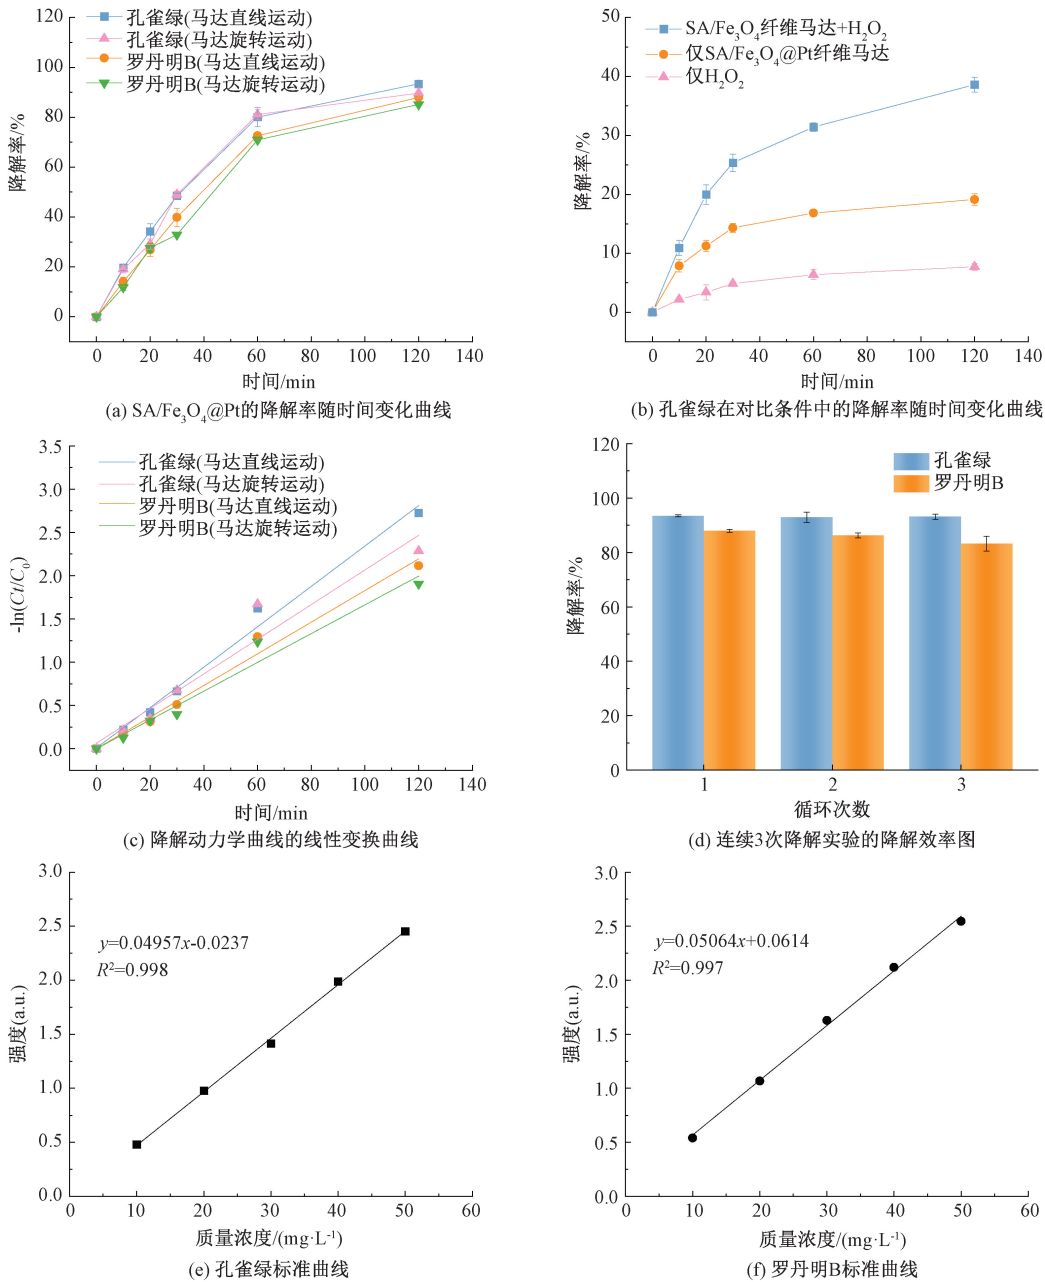 孔雀绿(马达直线运动)
孔雀绿(马达旋转运动)
罗丹明B(马达直线运动)
罗丹明B(马达旋转运动)
120
100
80
60
40
20
0
降解率/%
0 20 40 60 80 100 120 140
时间/min
(a) SA/Fe₃O₄@Pt的降解率随时间变化曲线
SA/Fe₃O₄纤维马达+H₂O₂
仅SA/Fe₃O₄@Pt纤维马达
仅H₂O₂
50
40
30
20
10
0
降解率/%
0 20 40 60 80 100 120 140
时间/min
(b) 孔雀绿在对比条件中的降解率随时间变化曲线
孔雀绿(马达直线运动)
孔雀绿(马达旋转运动)
罗丹明B(马达直线运动)
罗丹明B(马达旋转运动)
3.5
3.0
2.5
2.0
1.5
1.0
0.5
0.0
-ln(Ct/C₀)
0 20 40 60 80 100 120 140
时间/min
(c) 降解动力学曲线的线性变换曲线
孔雀绿
罗丹明B
120
100
80
60
40
20
0
降解率/%
1 2 3
循环次数
(d) 连续3次降解实验的降解效率图
y=0.04957x-0.0237
R²=0.998
3.0
2.5
2.0
1.5
1.0
0.5
0.0
强度(a.u.)
0 10 20 30 40 50 60
质量浓度/(mg·L⁻¹)
(e) 孔雀绿标准曲线
y=0.05064x+0.0614
R²=0.997
3.0
2.5
2.0
1.5
1.0
0.5
0.0
强度(a.u.)
0 10 20 30 40 50 60
质量浓度/(mg·L⁻¹)
(f) 罗丹明B标准曲线